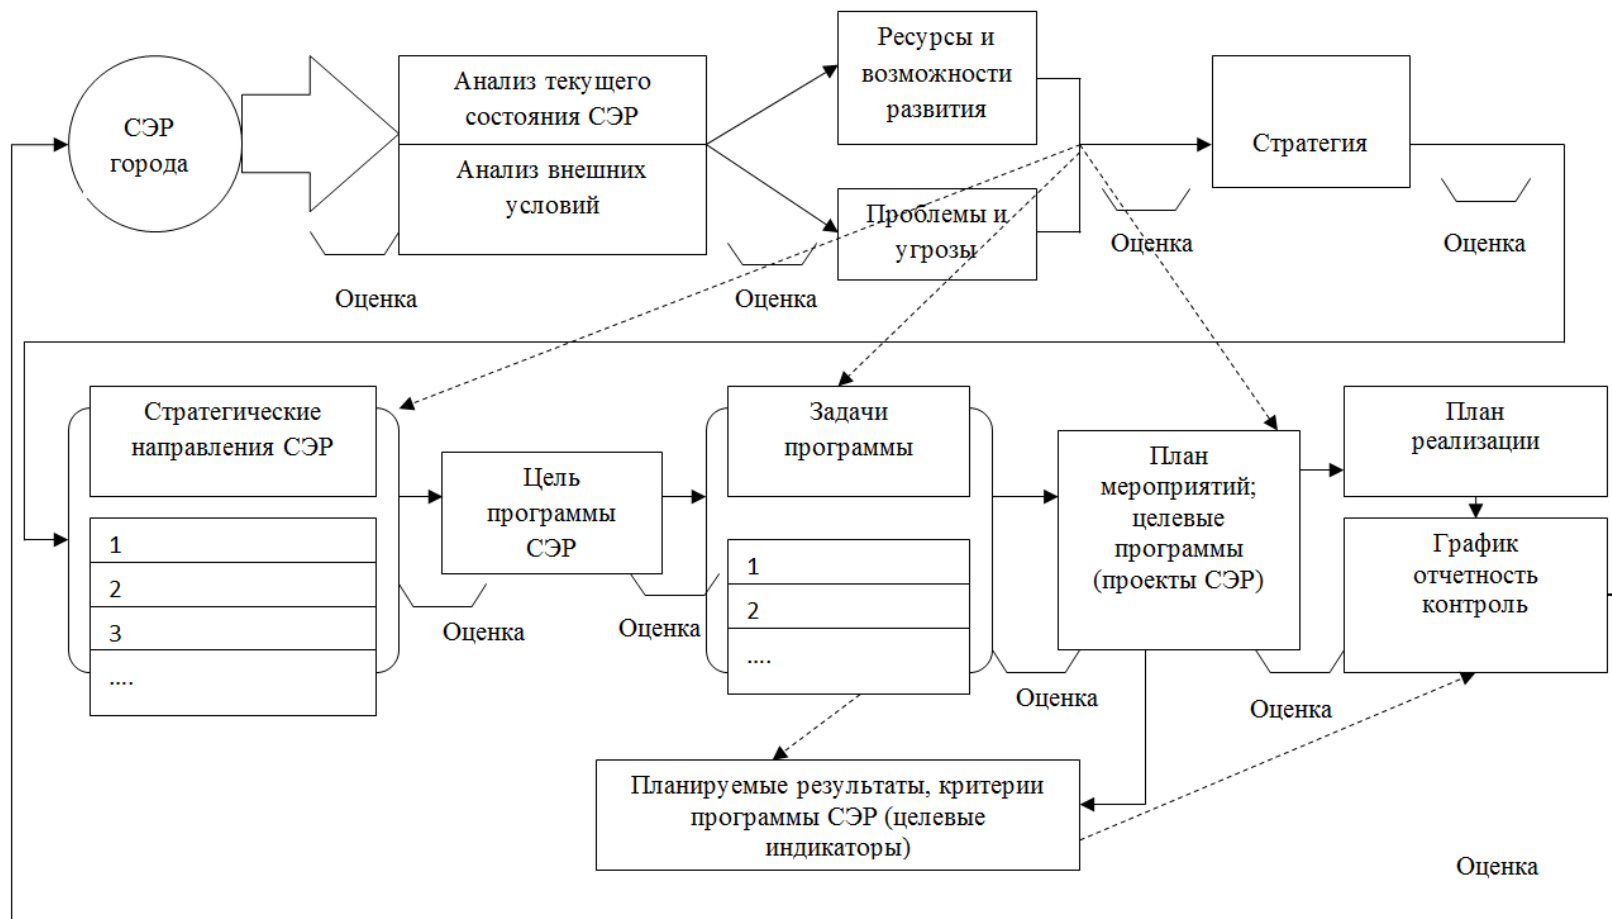 СЭР
города
Анализ текущего
состояния СЭР
Анализ внешних
условий
Ресурсы и
возможности
развития
Проблемы и
угрозы
Стратегия
Оценка
Оценка
Оценка
Оценка
Стратегические
направления СЭР
1
2
3
....
Цель
программы
СЭР
Задачи
программы
1
2
....
План
мероприятий;
целевые
программы
(проекты СЭР)
План
реализации
График
отчетность
контроль
Оценка
Оценка
Оценка
Оценка
Планируемые результаты, критерии
программы СЭР (целевые
индикаторы)
Оценка